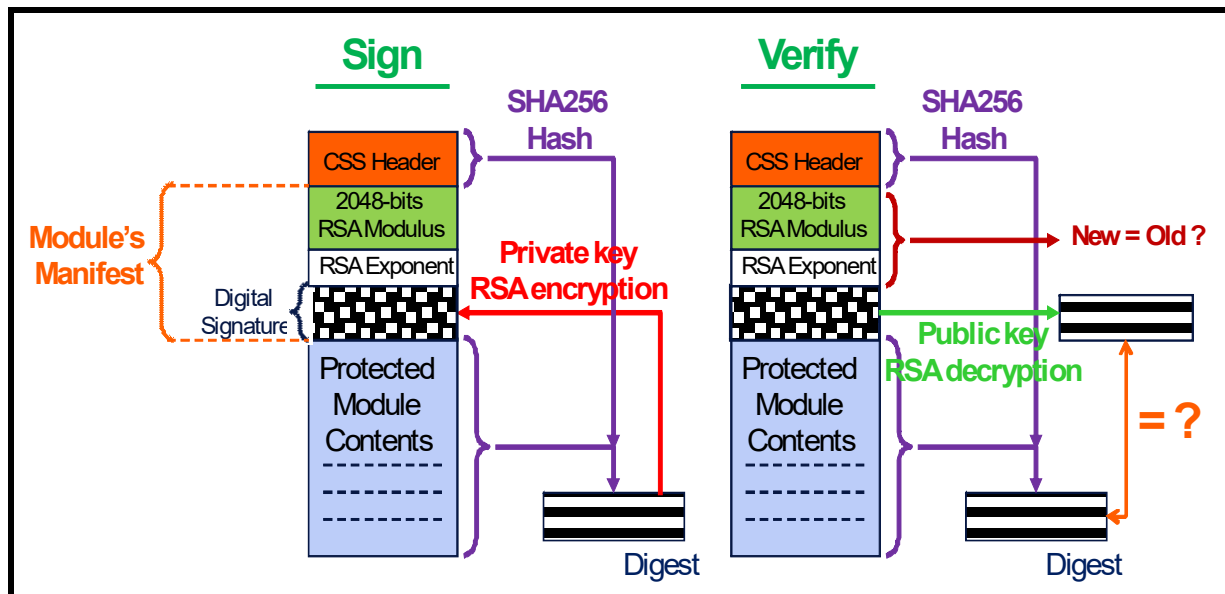 Sign
SHA256
Hash
CSS Header
2048-bits
RSA Modulus
RSA Exponent
Module's
Manifest
Digital
Signature
Private key
RSA encryption
Protected
Module
Contents
Digest
Verify
SHA256
Hash
CSS Header
2048-bits
RSA Modulus
RSA Exponent
New = Old ?
Public key
RSA decryption
Protected
Module
Contents
= ?
Digest